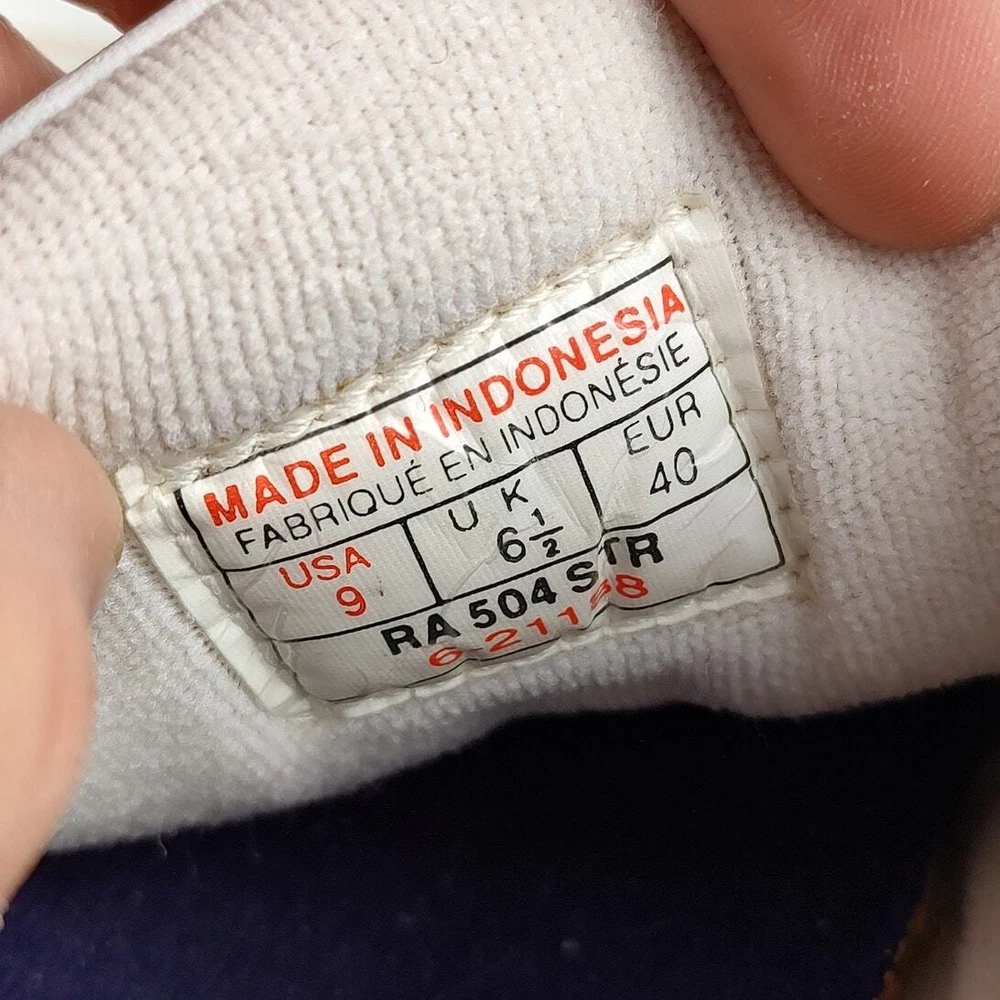 MADE IN INDONESIA
FABRIQUÉ EN INDONÉSIE
USA UK EUR
9 6½ 40
RA 504 STR